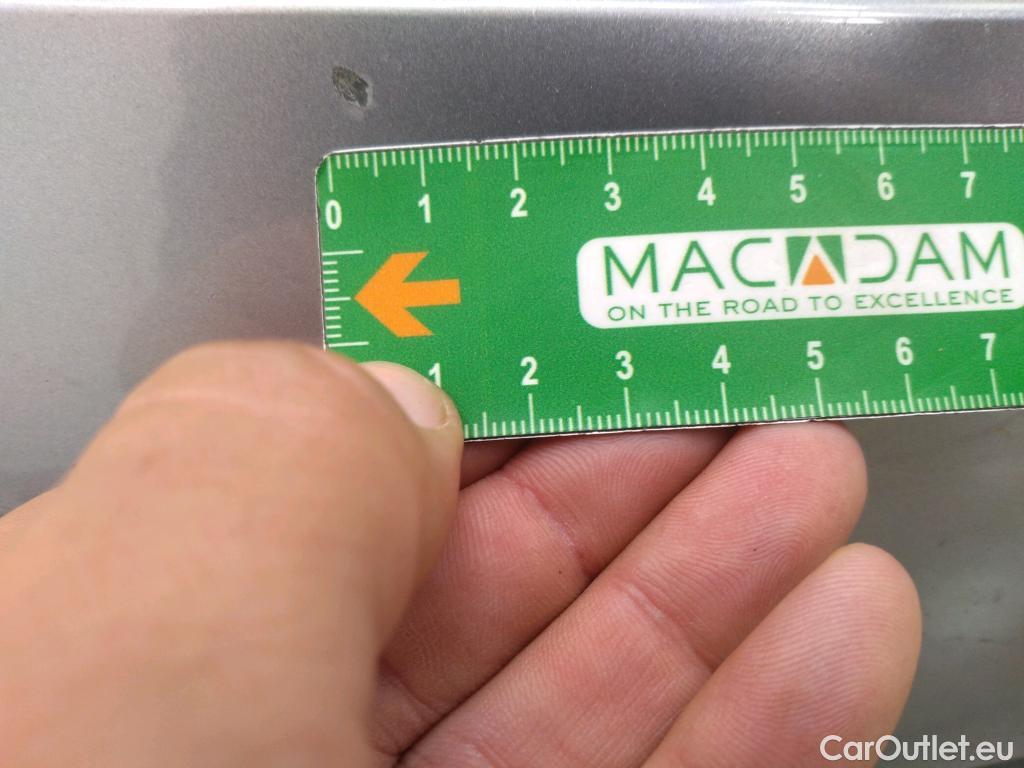 0 1 2 3 4 5 6 7
MACADAM
ON THE ROAD TO EXCELLENCE
1 2 3 4 5 6 7
CarOutlet.eu